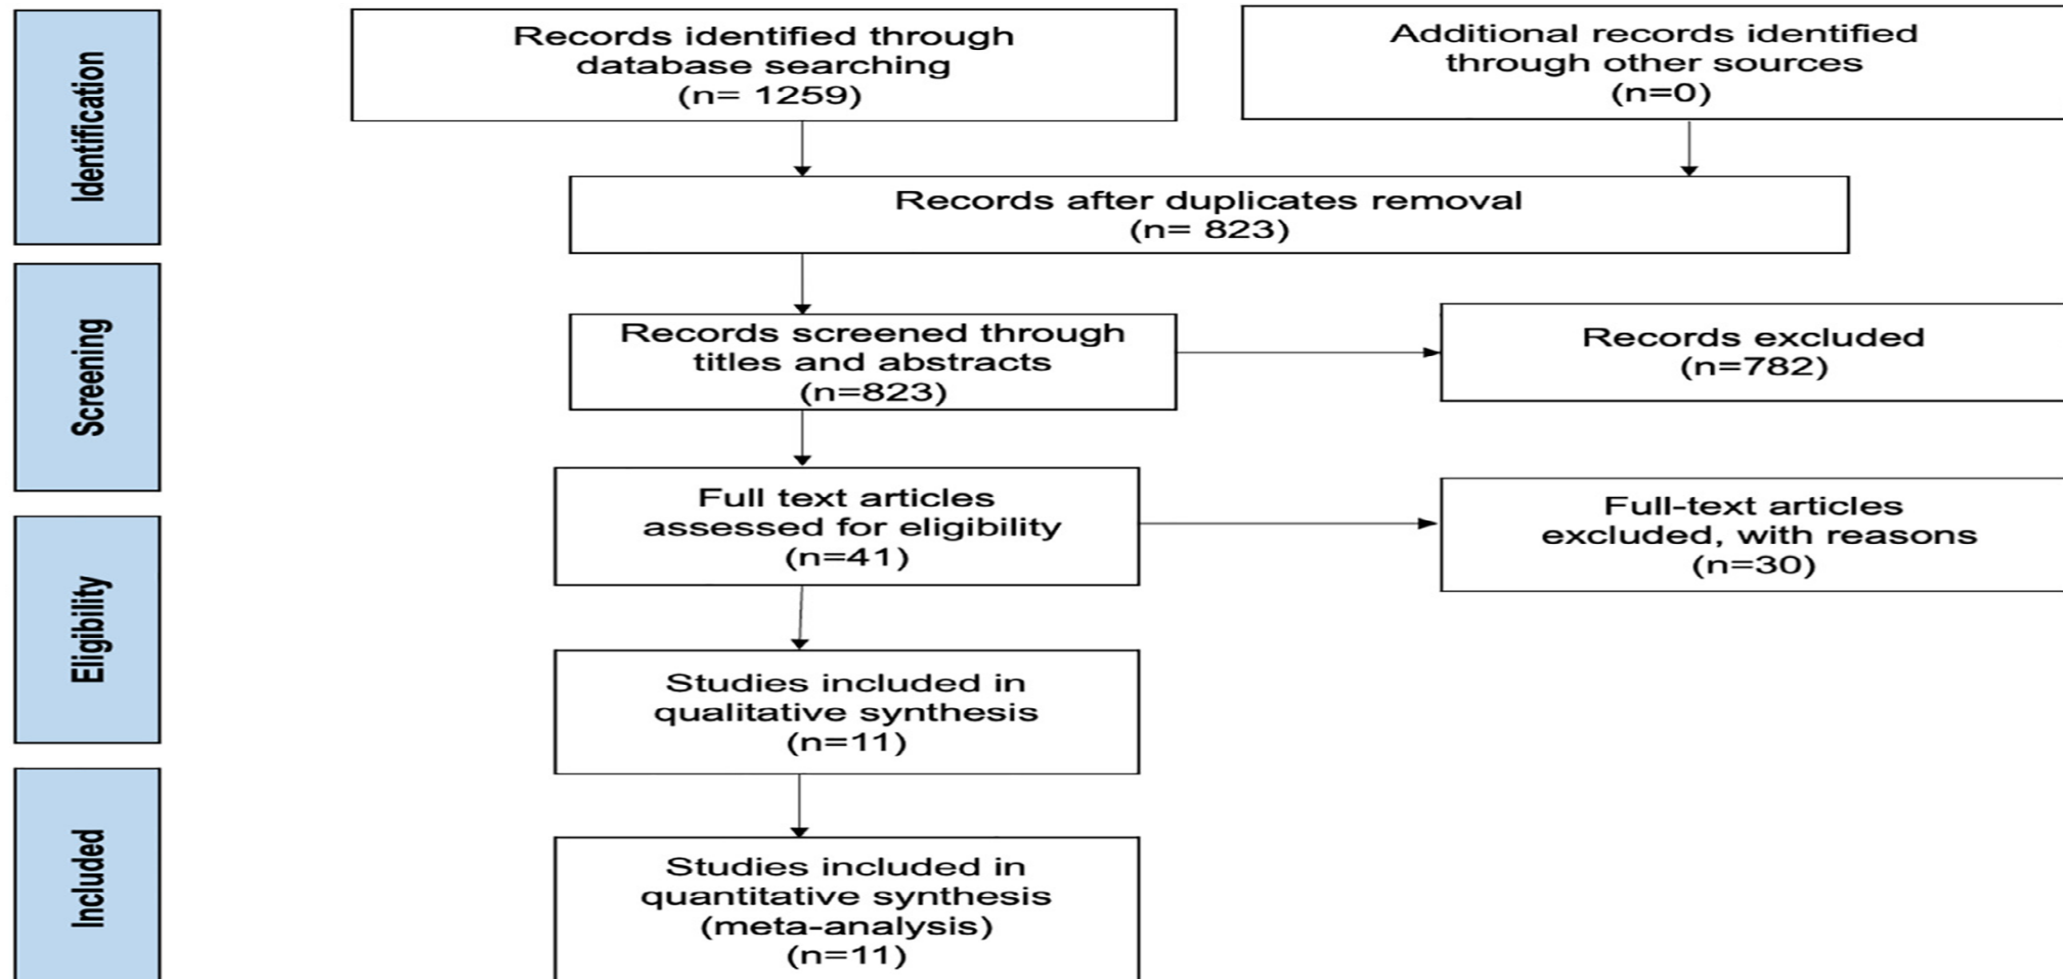 Identification
Records identified through
database searching
(n= 1259)
Additional records identified
through other sources
(n=0)
Records after duplicates removal
(n= 823)
Screening
Records screened through
titles and abstracts
(n=823)
Records excluded
(n=782)
Eligibility
Full text articles
assessed for eligibility
(n=41)
Full-text articles
excluded, with reasons
(n=30)
Studies included in
qualitative synthesis
(n=11)
Included
Studies included in
quantitative synthesis
(meta-analysis)
(n=11)